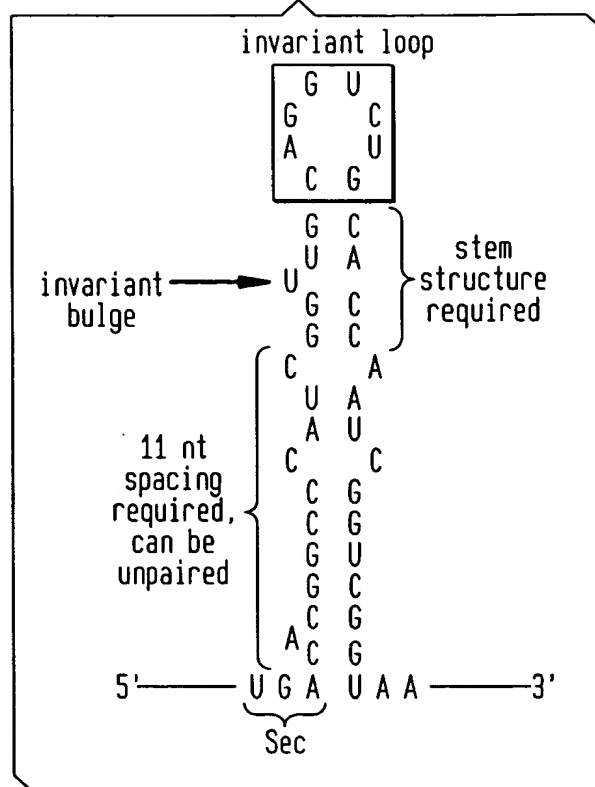 invariant loop
G U
G C
A U
C G
G C
U A
U
G C
G C
stem
structure
required
invariant
bulge
C A
U A
A U
C C
C G
C G
G U
G C
C G
A
C G
11 nt
spacing
required,
can be
unpaired
5' U G A U A A 3'
Sec